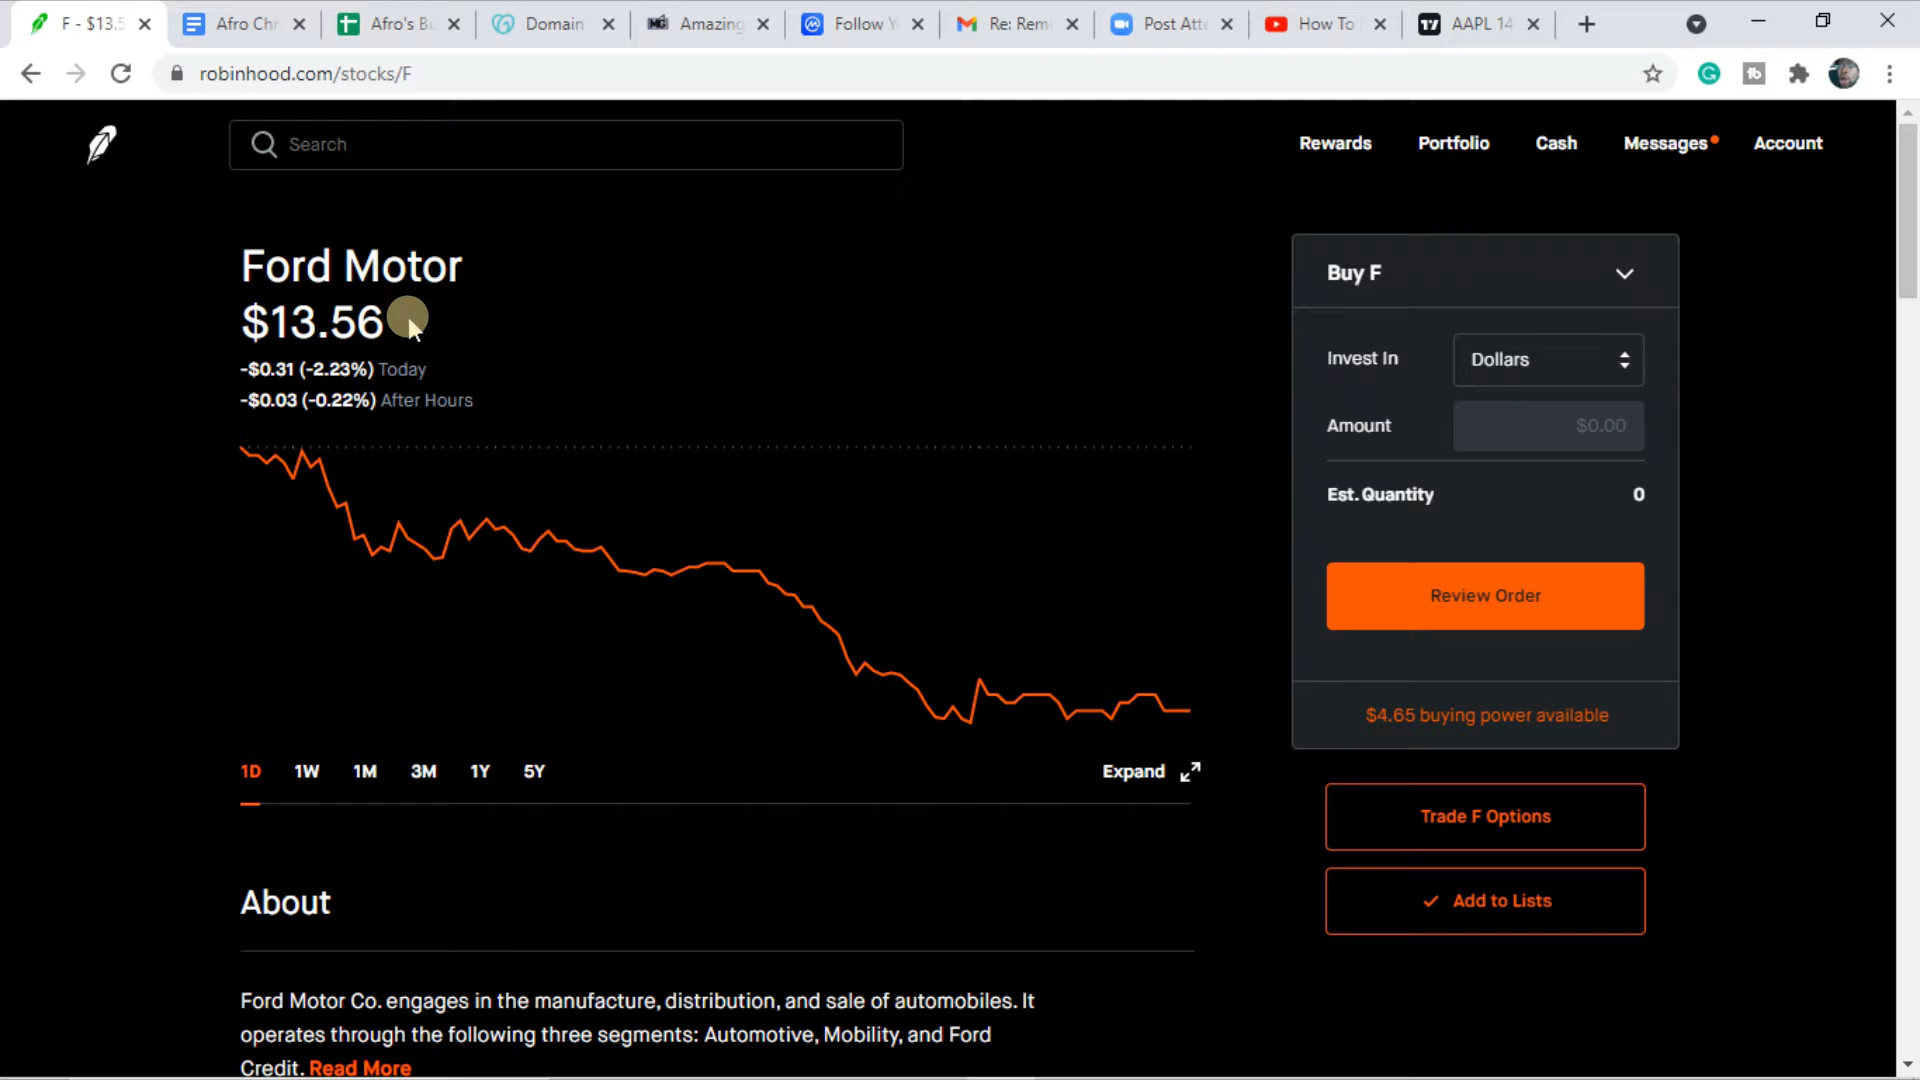 F - $13.5
Afro Chr
Afro's Bu
Domain
Amazing
Follow Y
Re: Remi
Post Atte
How To
AAPL 14
robinhood.com/stocks/F
Search
Rewards
Portfolio
Cash
Messages
Account
Ford Motor
$13.56
-$0.31 (-2.23%) Today
-$0.03 (-0.22%) After Hours
1D 1W 1M 3M 1Y 5Y
Expand
Buy F
Invest In Dollars
Amount $0.00
Est. Quantity 0
Review Order
$4.65 buying power available
Trade F Options
Add to Lists
About
Ford Motor Co. engages in the manufacture, distribution, and sale of automobiles. It
operates through the following three segments: Automotive, Mobility, and Ford
Credit. Read More